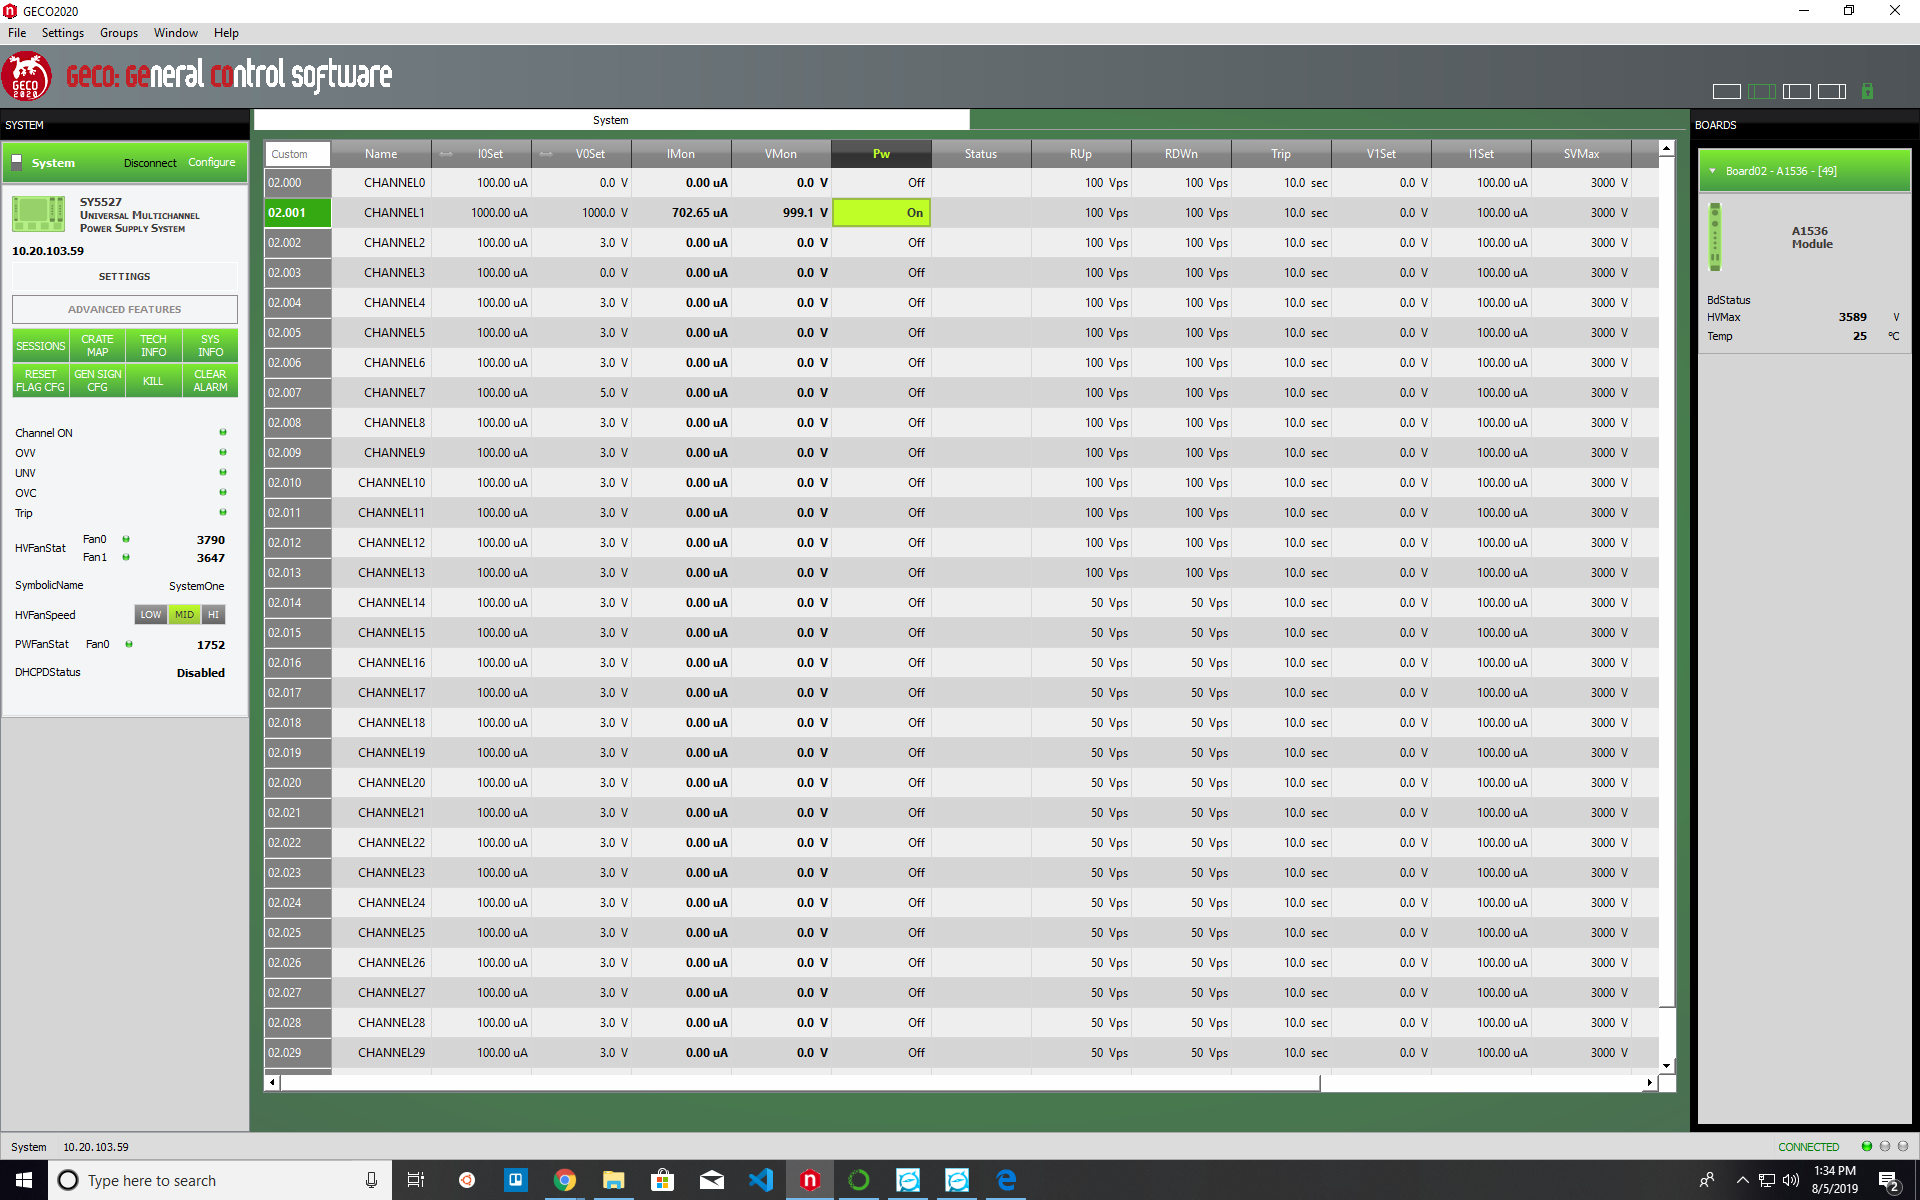 GECO2020
File Settings Groups Window Help
GECO 2020
geco: general control software
SYSTEM
System Disconnect Configure
SY5527
Universal Multichannel
Power Supply System
10.20.103.59
SETTINGS
ADVANCED FEATURES
SESSIONS CRATE MAP TECH INFO SYS INFO
RESET FLAG CFG GEN SIGN CFG KILL CLEAR ALARM
Channel ON
OVV
UNV
OVC
Trip
HVFanStat Fan0 3790
Fan1 3647
SymbolicName SystemOne
HVFanSpeed LOW MID HI
PWFanStat Fan0 1752
DHCPDStatus Disabled
System
Custom Name I0Set V0Set IMon VMon Pw Status RUp RDWn Trip V1Set I1Set SVMax
02.000 CHANNEL0 100.00 uA 0.0 V 0.00 uA 0.0 V Off 100 Vps 100 Vps 10.0 sec 0.0 V 100.00 uA 3000 V
02.001 CHANNEL1 1000.00 uA 1000.0 V 702.65 uA 999.1 V On 100 Vps 100 Vps 10.0 sec 0.0 V 100.00 uA 3000 V
02.002 CHANNEL2 100.00 uA 3.0 V 0.00 uA 0.0 V Off 100 Vps 100 Vps 10.0 sec 0.0 V 100.00 uA 3000 V
02.003 CHANNEL3 100.00 uA 0.0 V 0.00 uA 0.0 V Off 100 Vps 100 Vps 10.0 sec 0.0 V 100.00 uA 3000 V
02.004 CHANNEL4 100.00 uA 3.0 V 0.00 uA 0.0 V Off 100 Vps 100 Vps 10.0 sec 0.0 V 100.00 uA 3000 V
02.005 CHANNEL5 100.00 uA 3.0 V 0.00 uA 0.0 V Off 100 Vps 100 Vps 10.0 sec 0.0 V 100.00 uA 3000 V
02.006 CHANNEL6 100.00 uA 3.0 V 0.00 uA 0.0 V Off 100 Vps 100 Vps 10.0 sec 0.0 V 100.00 uA 3000 V
02.007 CHANNEL7 100.00 uA 5.0 V 0.00 uA 0.0 V Off 100 Vps 100 Vps 10.0 sec 0.0 V 100.00 uA 3000 V
02.008 CHANNEL8 100.00 uA 3.0 V 0.00 uA 0.0 V Off 100 Vps 100 Vps 10.0 sec 0.0 V 100.00 uA 3000 V
02.009 CHANNEL9 100.00 uA 3.0 V 0.00 uA 0.0 V Off 100 Vps 100 Vps 10.0 sec 0.0 V 100.00 uA 3000 V
02.010 CHANNEL10 100.00 uA 3.0 V 0.00 uA 0.0 V Off 100 Vps 100 Vps 10.0 sec 0.0 V 100.00 uA 3000 V
02.011 CHANNEL11 100.00 uA 3.0 V 0.00 uA 0.0 V Off 100 Vps 100 Vps 10.0 sec 0.0 V 100.00 uA 3000 V
02.012 CHANNEL12 100.00 uA 3.0 V 0.00 uA 0.0 V Off 100 Vps 100 Vps 10.0 sec 0.0 V 100.00 uA 3000 V
02.013 CHANNEL13 100.00 uA 3.0 V 0.00 uA 0.0 V Off 100 Vps 100 Vps 10.0 sec 0.0 V 100.00 uA 3000 V
02.014 CHANNEL14 100.00 uA 3.0 V 0.00 uA 0.0 V Off 50 Vps 50 Vps 10.0 sec 0.0 V 100.00 uA 3000 V
02.015 CHANNEL15 100.00 uA 3.0 V 0.00 uA 0.0 V Off 50 Vps 50 Vps 10.0 sec 0.0 V 100.00 uA 3000 V
02.016 CHANNEL16 100.00 uA 3.0 V 0.00 uA 0.0 V Off 50 Vps 50 Vps 10.0 sec 0.0 V 100.00 uA 3000 V
02.017 CHANNEL17 100.00 uA 3.0 V 0.00 uA 0.0 V Off 50 Vps 50 Vps 10.0 sec 0.0 V 100.00 uA 3000 V
02.018 CHANNEL18 100.00 uA 3.0 V 0.00 uA 0.0 V Off 50 Vps 50 Vps 10.0 sec 0.0 V 100.00 uA 3000 V
02.019 CHANNEL19 100.00 uA 3.0 V 0.00 uA 0.0 V Off 50 Vps 50 Vps 10.0 sec 0.0 V 100.00 uA 3000 V
02.020 CHANNEL20 100.00 uA 3.0 V 0.00 uA 0.0 V Off 50 Vps 50 Vps 10.0 sec 0.0 V 100.00 uA 3000 V
02.021 CHANNEL21 100.00 uA 3.0 V 0.00 uA 0.0 V Off 50 Vps 50 Vps 10.0 sec 0.0 V 100.00 uA 3000 V
02.022 CHANNEL22 100.00 uA 3.0 V 0.00 uA 0.0 V Off 50 Vps 50 Vps 10.0 sec 0.0 V 100.00 uA 3000 V
02.023 CHANNEL23 100.00 uA 3.0 V 0.00 uA 0.0 V Off 50 Vps 50 Vps 10.0 sec 0.0 V 100.00 uA 3000 V
02.024 CHANNEL24 100.00 uA 3.0 V 0.00 uA 0.0 V Off 50 Vps 50 Vps 10.0 sec 0.0 V 100.00 uA 3000 V
02.025 CHANNEL25 100.00 uA 3.0 V 0.00 uA 0.0 V Off 50 Vps 50 Vps 10.0 sec 0.0 V 100.00 uA 3000 V
02.026 CHANNEL26 100.00 uA 3.0 V 0.00 uA 0.0 V Off 50 Vps 50 Vps 10.0 sec 0.0 V 100.00 uA 3000 V
02.027 CHANNEL27 100.00 uA 3.0 V 0.00 uA 0.0 V Off 50 Vps 50 Vps 10.0 sec 0.0 V 100.00 uA 3000 V
02.028 CHANNEL28 100.00 uA 3.0 V 0.00 uA 0.0 V Off 50 Vps 50 Vps 10.0 sec 0.0 V 100.00 uA 3000 V
02.029 CHANNEL29 100.00 uA 3.0 V 0.00 uA 0.0 V Off 50 Vps 50 Vps 10.0 sec 0.0 V 100.00 uA 3000 V
BOARDS
Board02 - A1536 - [49]
A1536
Module
BdStatus
HVMax 3589 V
Temp 25 °C
System 10.20.103.59
CONNECTED
Type here to search
1:34 PM
8/5/2019
2